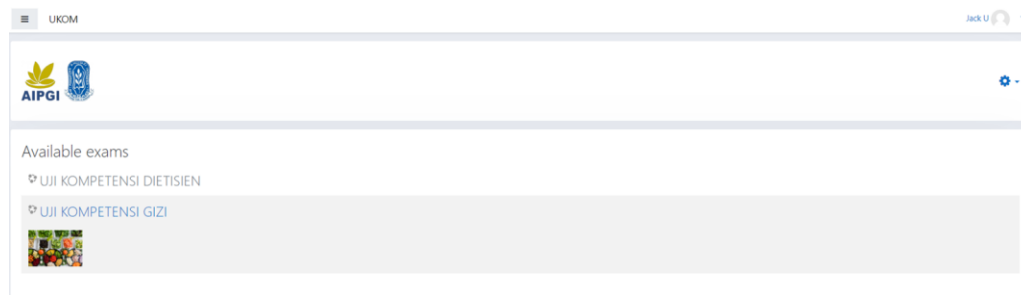 UKOM
Jack U
AIPGI
Available exams
UJI KOMPETENSI DIETISIEN
UJI KOMPETENSI GIZI